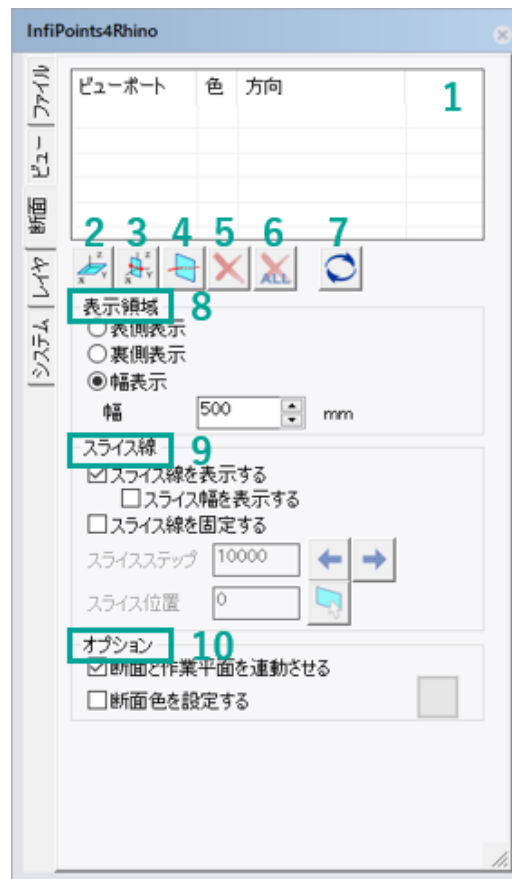 InfiPoints4Rhino
ファイル
ビュー
断面
レイヤ
システム
ビューポート 色 方向 1
2 3 4 5 6 7
X Y Z X Y Z ALL
表示領域 8
表側表示
裏側表示
幅表示
幅 500 mm
スライス線 9
スライス線を表示する
スライス幅を表示する
スライス線を固定する
スライスステップ 10000
スライス位置 0
オプション 10
断面と作業平面を連動させる
断面色を設定する